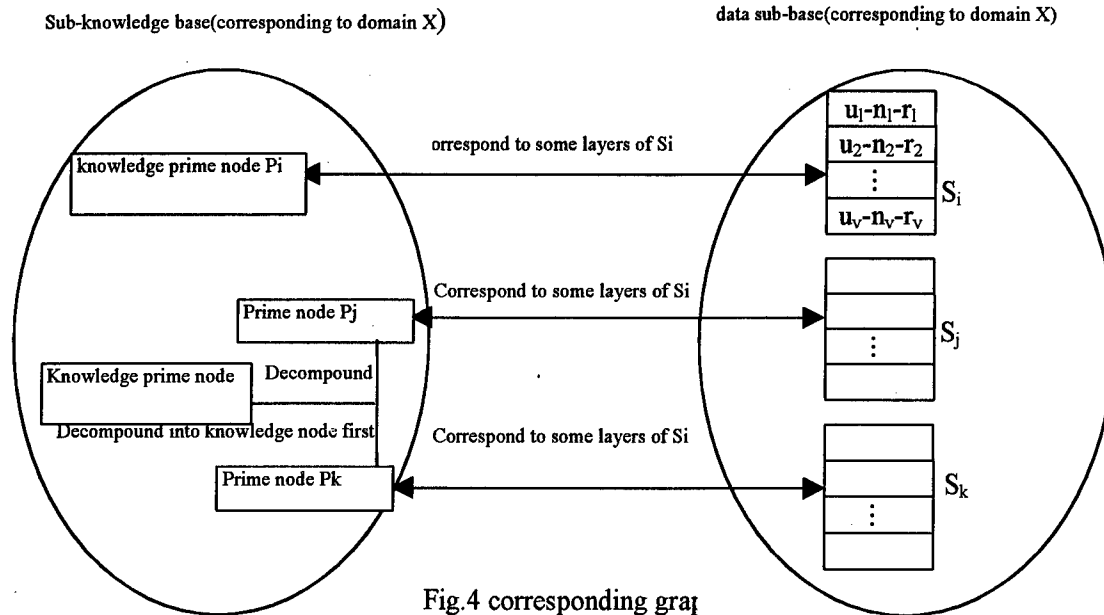 Sub-knowledge base(corresponding to domain X)
data sub-base(corresponding to domain X)
knowledge prime node Pi
orrespond to some layers of Si
u₁-n₁-r₁
u₂-n₂-r₂
⋮
uᵥ-nᵥ-rᵥ
Sᵢ
Prime node Pj
Correspond to some layers of Si
⋮
Sⱼ
Knowledge prime node
Decompound
Decompound into knowledge node first
Correspond to some layers of Si
Prime node Pk
⋮
Sₖ
Fig.4 corresponding